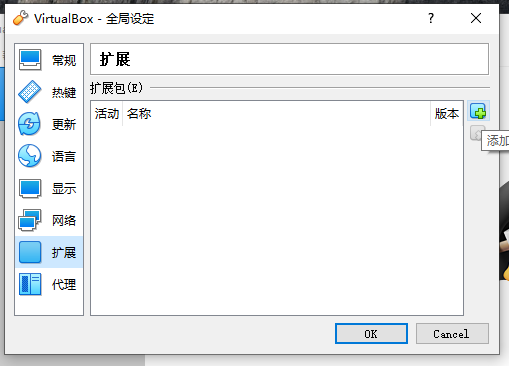 VirtualBox - 全局设定
?
常规
热键
更新
语言
显示
网络
扩展
代理
扩展
扩展包(E)
活动 名称 版本
添加
OK Cancel